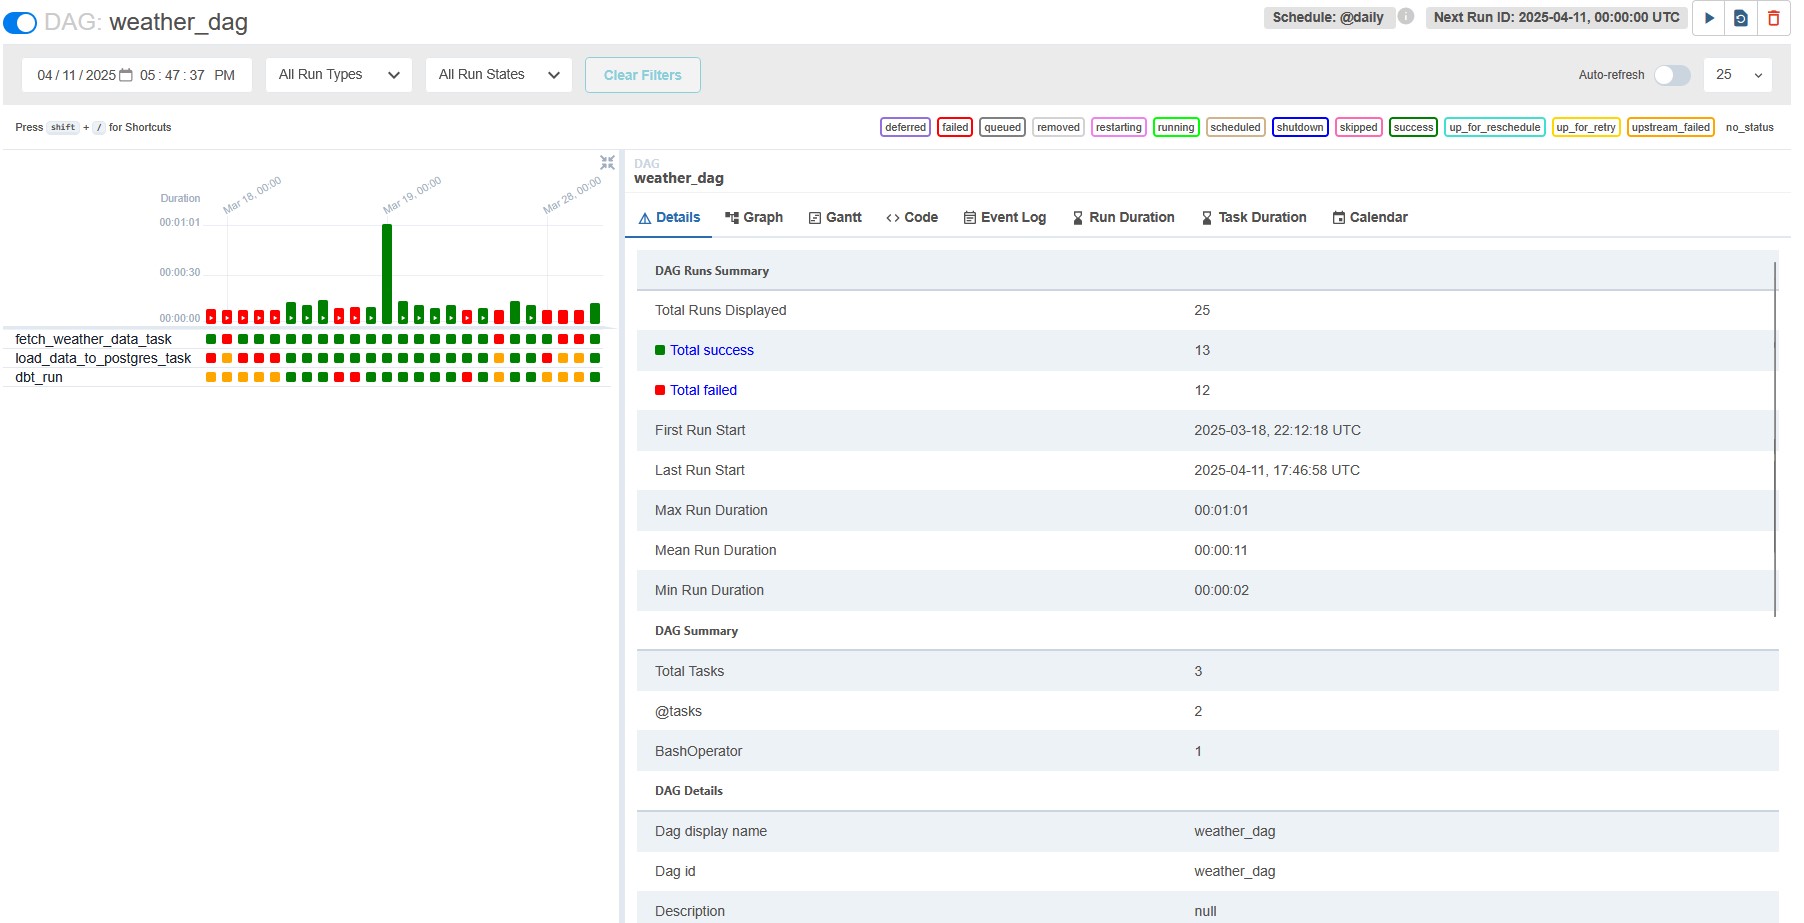 DAG: weather_dag
Schedule: @daily
Next Run ID: 2025-04-11, 00:00:00 UTC
04/11/2025 05:47:37 PM
All Run Types
All Run States
Clear Filters
Auto-refresh
25
Press shift + / for Shortcuts
deferred failed queued removed restarting running scheduled shutdown skipped success up_for_reschedule up_for_retry upstream_failed no_status
Duration
00:01:01
00:00:30
00:00:00
Mar 18, 00:00
Mar 19, 00:00
Mar 28, 00:00
fetch_weather_data_task
load_data_to_postgres_task
dbt_run
DAG
weather_dag
Details Graph Gantt <> Code Event Log Run Duration Task Duration Calendar
DAG Runs Summary
Total Runs Displayed 25
Total success 13
Total failed 12
First Run Start 2025-03-18, 22:12:18 UTC
Last Run Start 2025-04-11, 17:46:58 UTC
Max Run Duration 00:01:01
Mean Run Duration 00:00:11
Min Run Duration 00:00:02
DAG Summary
Total Tasks 3
@tasks 2
BashOperator 1
DAG Details
Dag display name weather_dag
Dag id weather_dag
Description null